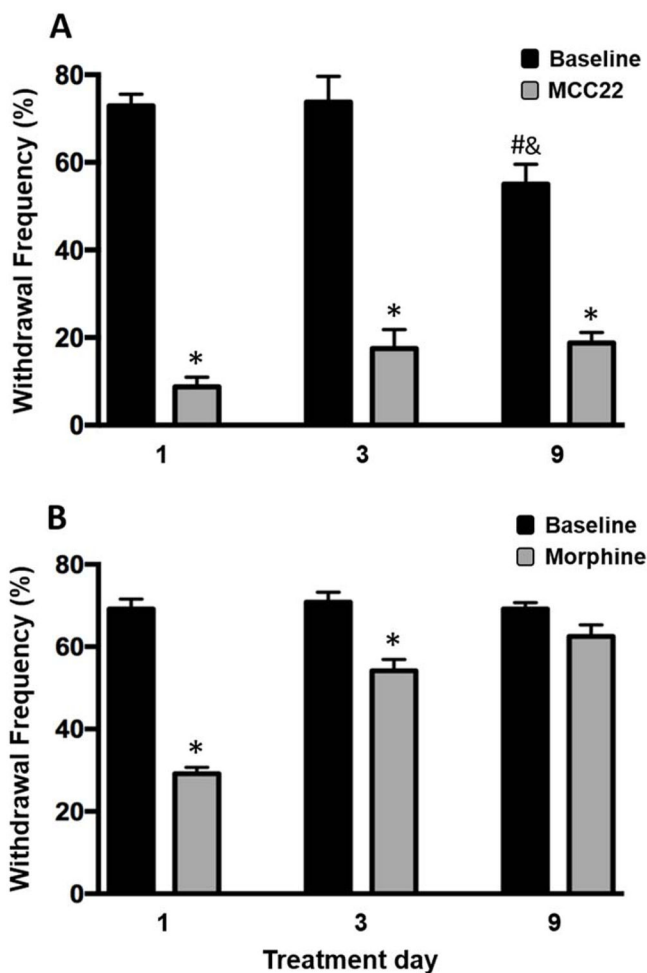 A
Baseline
MCC22
Withdrawal Frequency (%)
80
60
40
20
0
#&
*
*
*
1 3 9
B
Baseline
Morphine
Withdrawal Frequency (%)
80
60
40
20
0
*
*
1 3 9
Treatment day